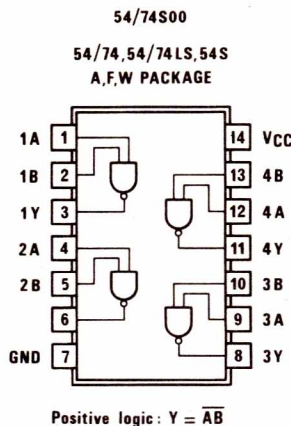 54/74S00
54/74,54/74LS,54S
A,F,W PACKAGE
1A 1 14 VCC
1B 2 13 4B
1Y 3 12 4A
2A 4 11 4Y
2B 5 10 3B
6 9 3A
GND 7 8 3Y
Positive logic: Y = A̅B̅